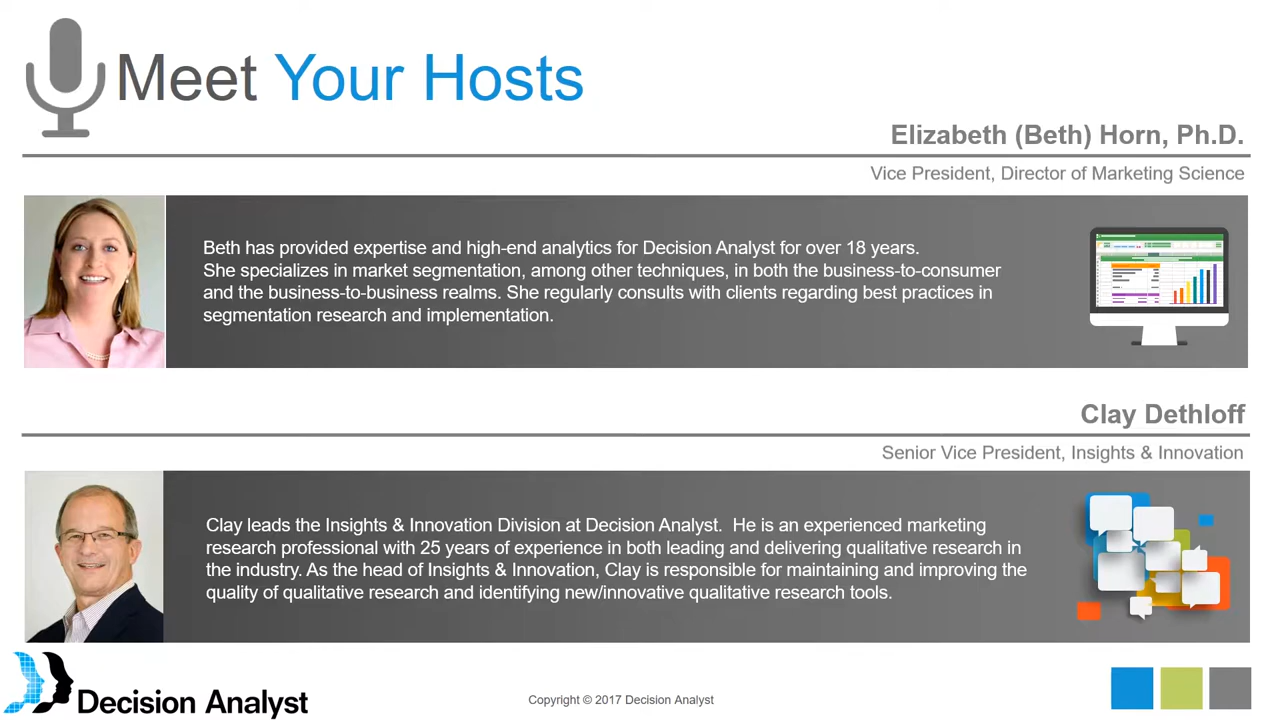 Meet Your Hosts
Elizabeth (Beth) Horn, Ph.D.
Vice President, Director of Marketing Science
Beth has provided expertise and high-end analytics for Decision Analyst for over 18 years.
She specializes in market segmentation, among other techniques, in both the business-to-consumer
and the business-to-business realms. She regularly consults with clients regarding best practices in
segmentation research and implementation.
Clay Dethloff
Senior Vice President, Insights & Innovation
Clay leads the Insights & Innovation Division at Decision Analyst.  He is an experienced marketing
research professional with 25 years of experience in both leading and delivering qualitative research in
the industry. As the head of Insights & Innovation, Clay is responsible for maintaining and improving the
quality of qualitative research and identifying new/innovative qualitative research tools.
Decision Analyst
Copyright © 2017 Decision Analyst